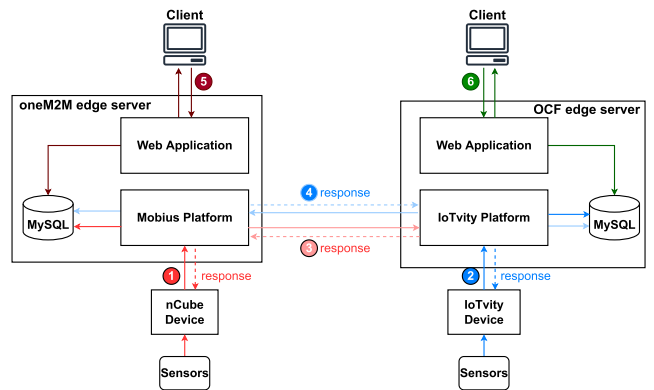 Client
Client
5
6
oneM2M edge server
OCF edge server
Web Application
Web Application
4 response
MySQL
Mobius Platform
IoTvity Platform
MySQL
3 response
1 response
2 response
nCube
Device
IoTvity
Device
Sensors
Sensors